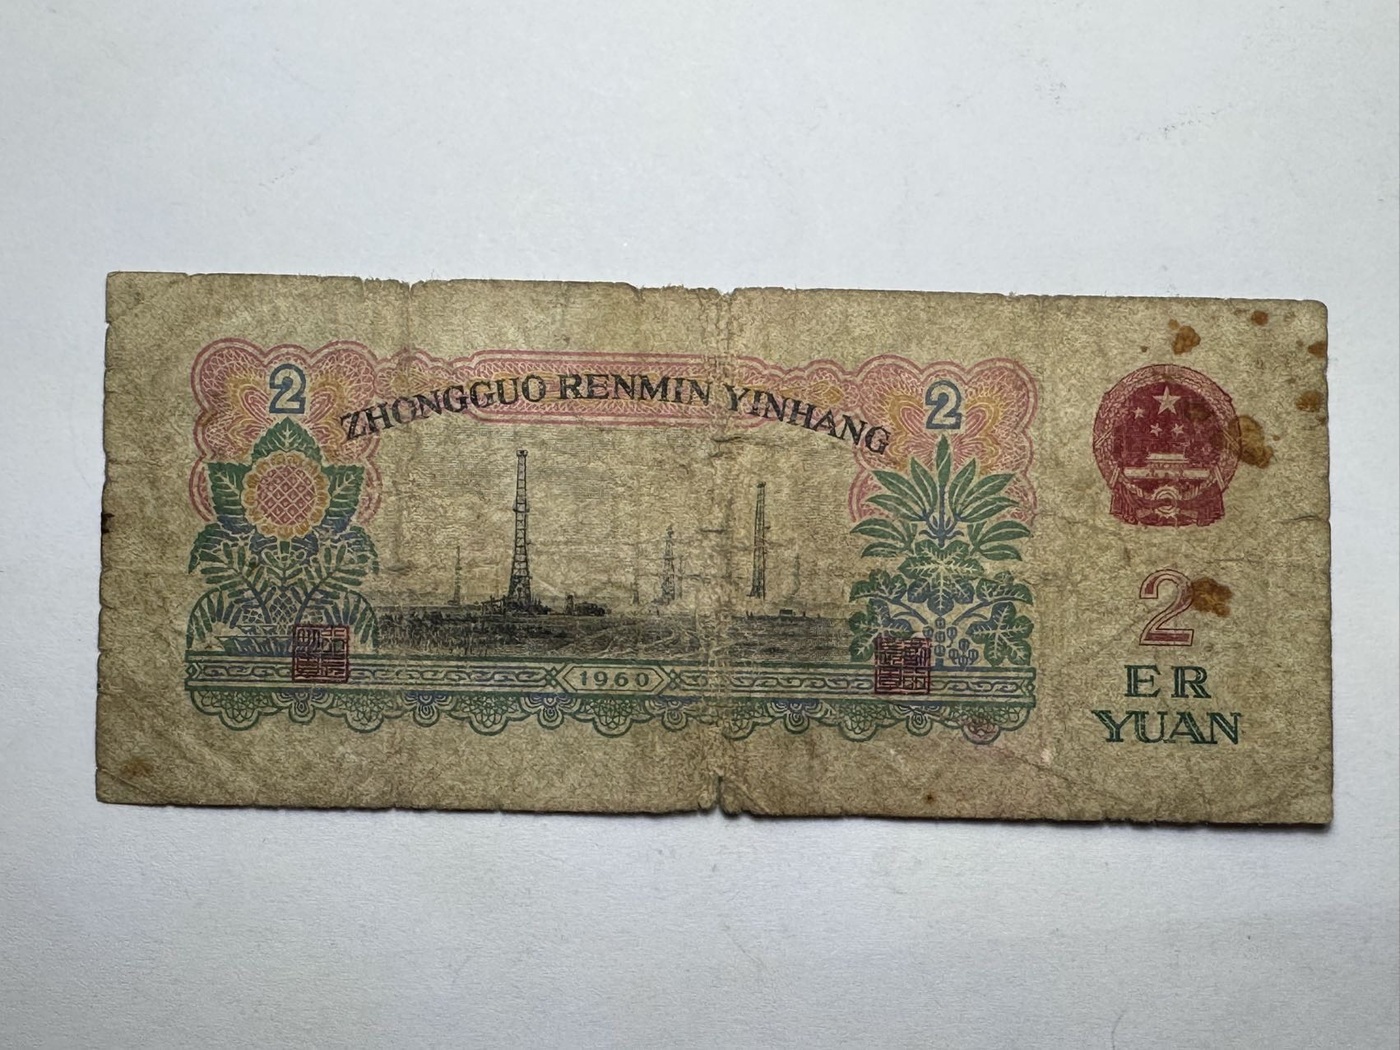 2
ZHONGGUO RENMIN YINHANG
2
1960
2
ER
YUAN